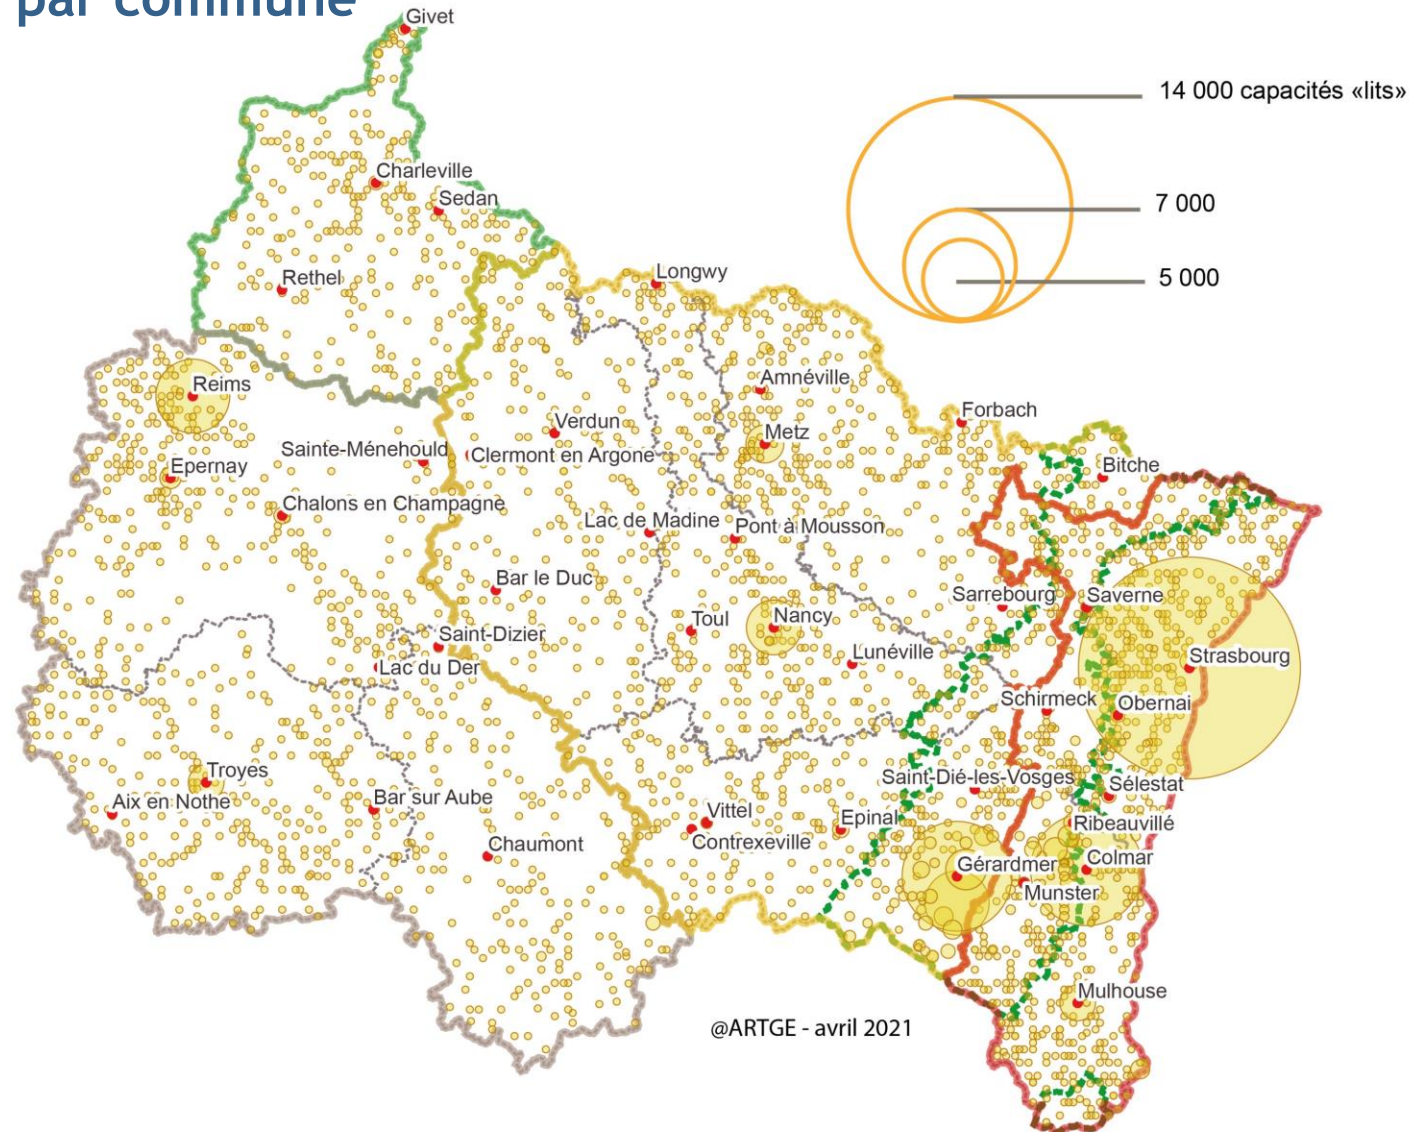 par commune
Givet
14 000 capacités «lits»
Charleville
Sedan
7 000
Rethel
Longwy
5 000
Reims
Amnéville
Forbach
Verdun
Metz
Sainte-Ménehould
Clermont en Argone
Epernay
Bitche
Chalons en Champagne
Lac de Madine
Pont à Mousson
Bar le Duc
Sarrebourg
Saverne
Toul
Nancy
Saint-Dizier
Lunéville
Strasbourg
Lac du Der
Schirmeck
Obernai
Troyes
Saint-Dié-les-Vosges
Sélestat
Aix en Nothe
Bar sur Aube
Vittel
Epinal
Ribeauvillé
Chaumont
Contrexeville
Gérardmer
Colmar
Munster
Mulhouse
@ARTGE - avril 2021